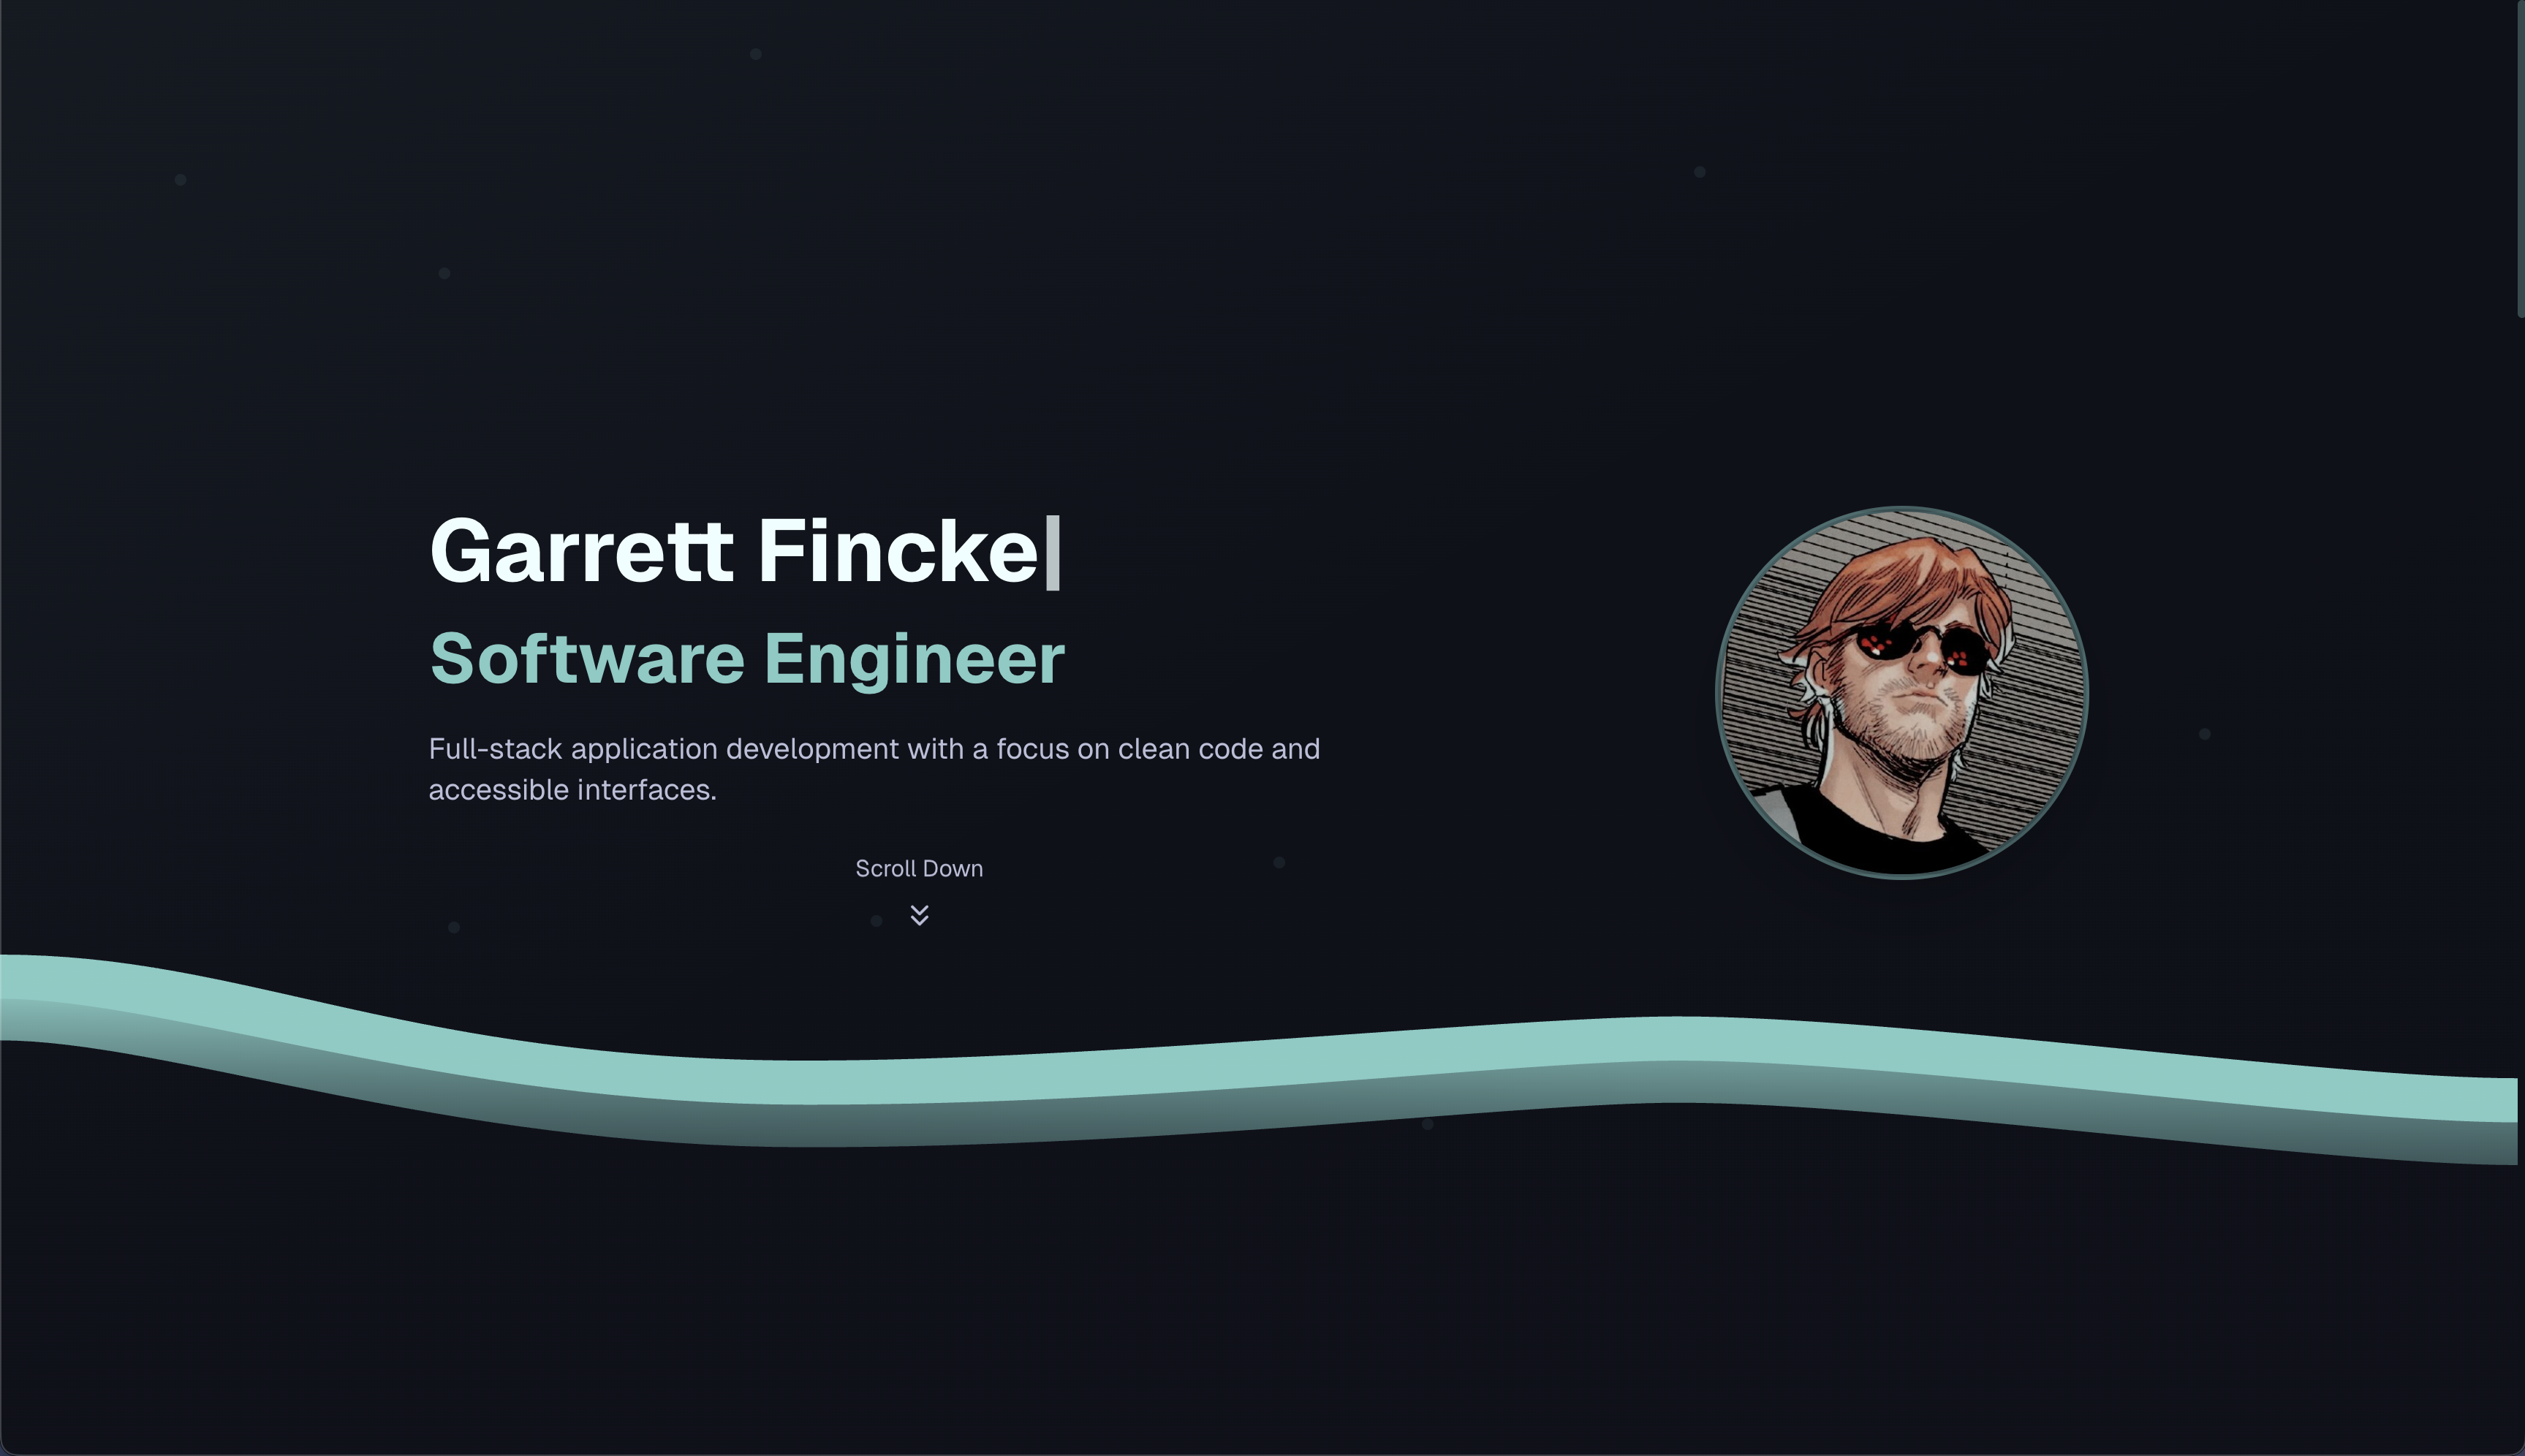 Garrett Fincke
Software Engineer
Full-stack application development with a focus on clean code and
accessible interfaces.
Scroll Down